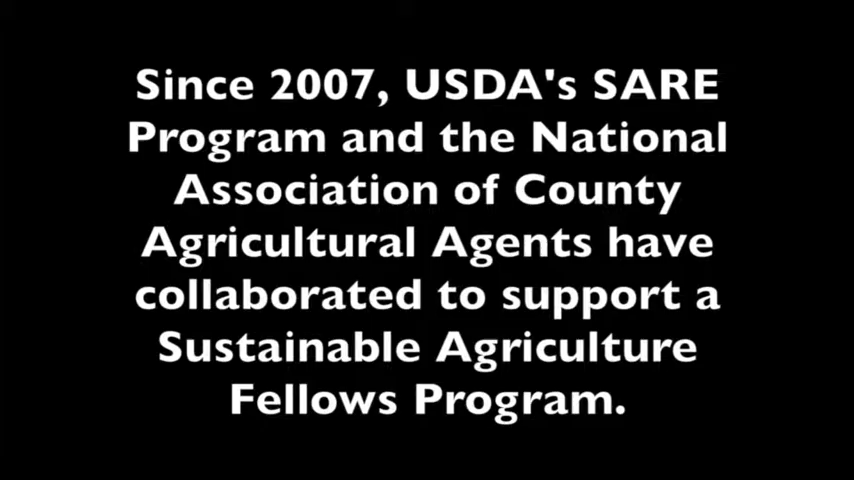 Since 2007, USDA's SARE
Program and the National
Association of County
Agricultural Agents have
collaborated to support a
Sustainable Agriculture
Fellows Program.